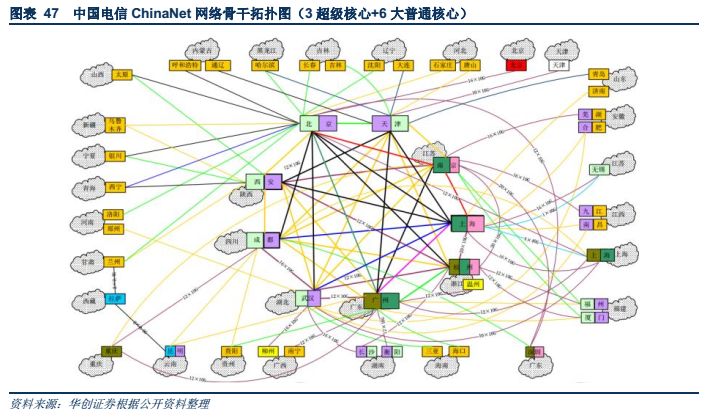 图表 47 中国电信 ChinaNet 网络骨干拓扑图（3 超级核心+6 大普通核心）
内蒙古
黑龙江
吉林
辽宁
河北
北京
天津
呼和浩特
通辽
哈尔滨
长春
吉林
沈阳
大连
石家庄
唐山
天津
山西
太原
青岛
山东
济南
北京
天津
新疆
乌鲁
木齐
芜湖
安徽
合肥
江苏
南京
宁夏
银川
西安
陕西
无锡
江苏
青海
西宁
河南
洛阳
郑州
上海
九江
南昌
江西
四川
成都
上海
上海
甘肃
兰州
杭州
浙江
温州
西藏
拉萨
湖北
武汉
广州
广东
福州
厦门
福建
重庆
重庆
昆明
云南
贵阳
贵州
柳州
南宁
广西
长沙
衡阳
湖南
三亚
海口
海南
深圳
广东
资料来源：华创证券根据公开资料整理